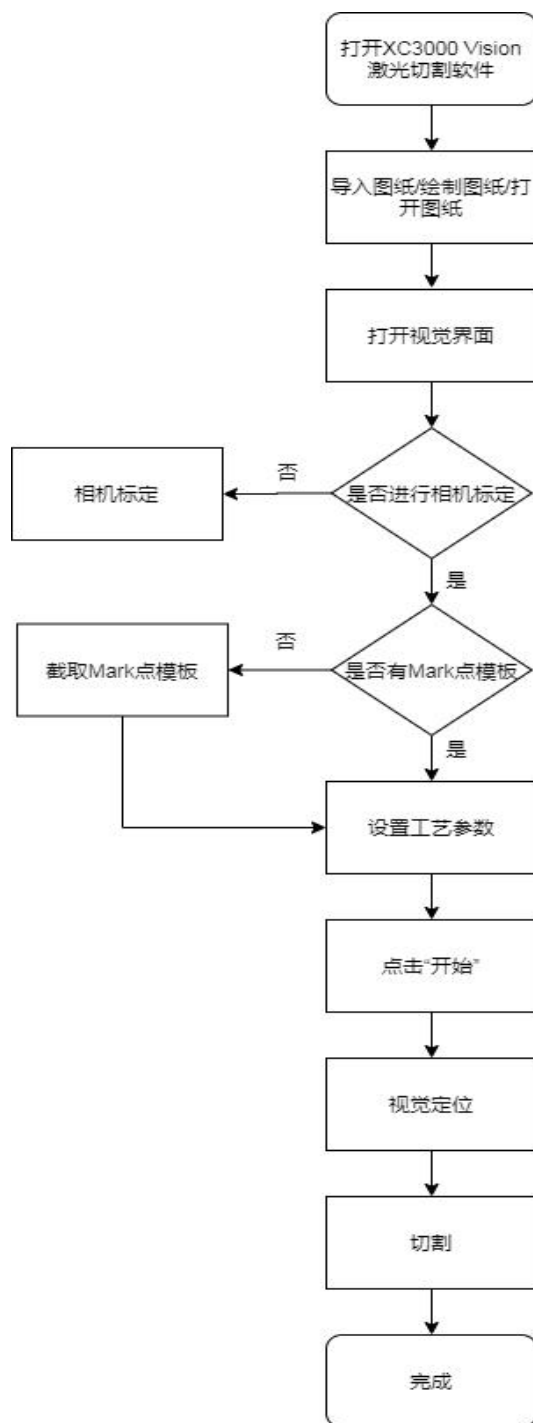 打开XC3000 Vision
激光切割软件
导入图纸/绘制图纸/打
开图纸
打开视觉界面
是否进行相机标定
否
相机标定
是
是否有Mark点模板
否
截取Mark点模板
是
设置工艺参数
点击“开始”
视觉定位
切割
完成